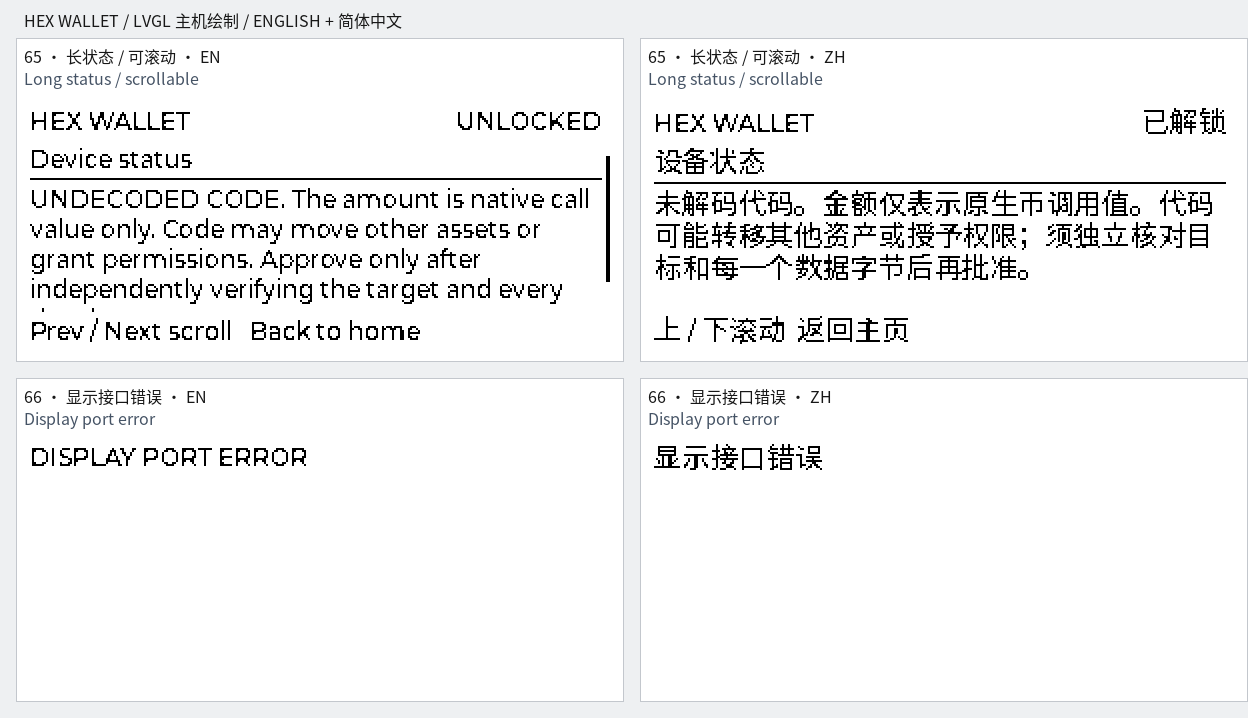 HEX WALLET / LVGL 主机绘制 / ENGLISH + 简体中文
65 · 长状态 / 可滚动 · EN
Long status / scrollable
HEX WALLET UNLOCKED
Device status
UNDECODED CODE. The amount is native call
value only. Code may move other assets or
grant permissions. Approve only after
independently verifying the target and every
Prev / Next scroll Back to home
65 · 长状态 / 可滚动 · ZH
Long status / scrollable
HEX WALLET 已解锁
设备状态
未解码代码。金额仅表示原生币调用值。代码
可能转移其他资产或授予权限；须独立核对目
标和每一个数据字节后再批准。
上 / 下滚动 返回主页
66 · 显示接口错误 · EN
Display port error
DISPLAY PORT ERROR
66 · 显示接口错误 · ZH
Display port error
显示接口错误